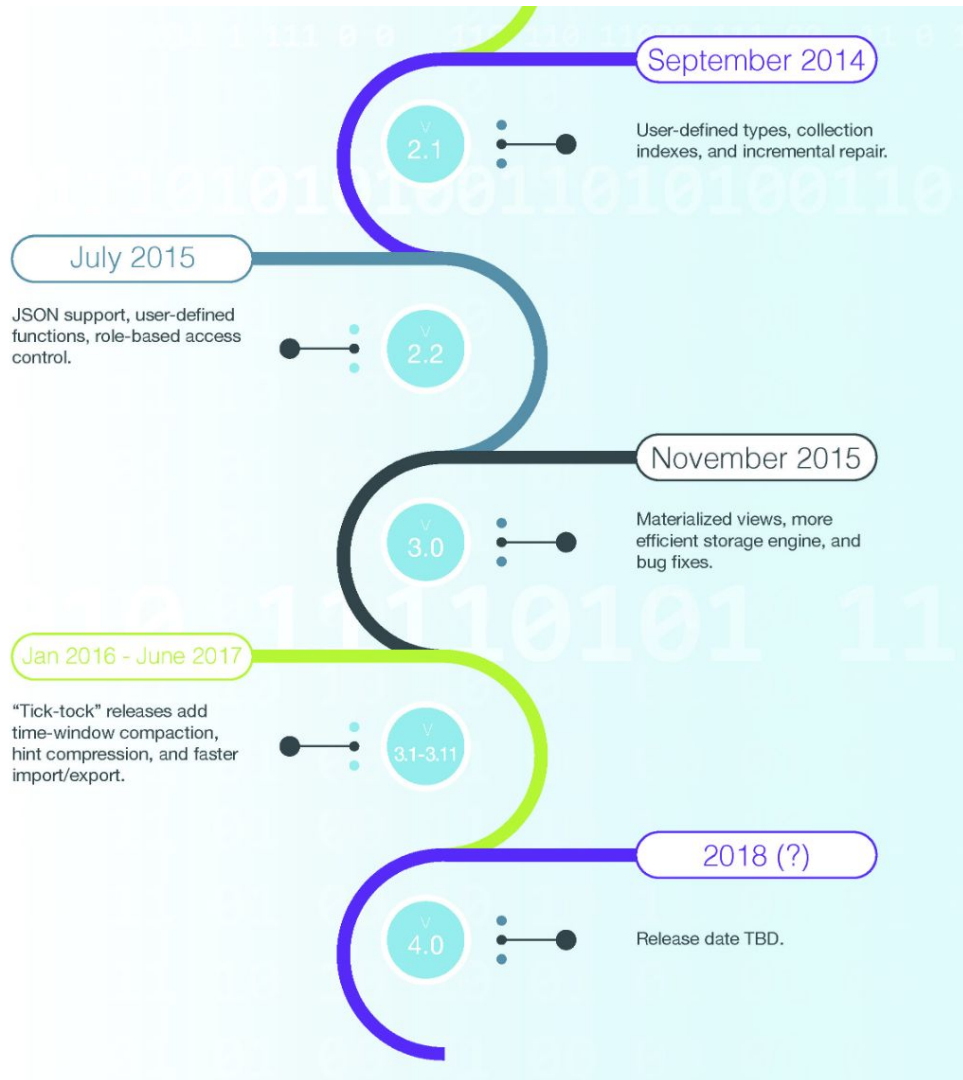 September 2014
V
2.1
User-defined types, collection
indexes, and incremental repair.
July 2015
JSON support, user-defined
functions, role-based access
control.
V
2.2
November 2015
V
3.0
Materialized views, more
efficient storage engine, and
bug fixes.
Jan 2016 - June 2017
“Tick-tock” releases add
time-window compaction,
hint compression, and faster
import/export.
V
3.1-3.11
2018 (?)
V
4.0
Release date TBD.